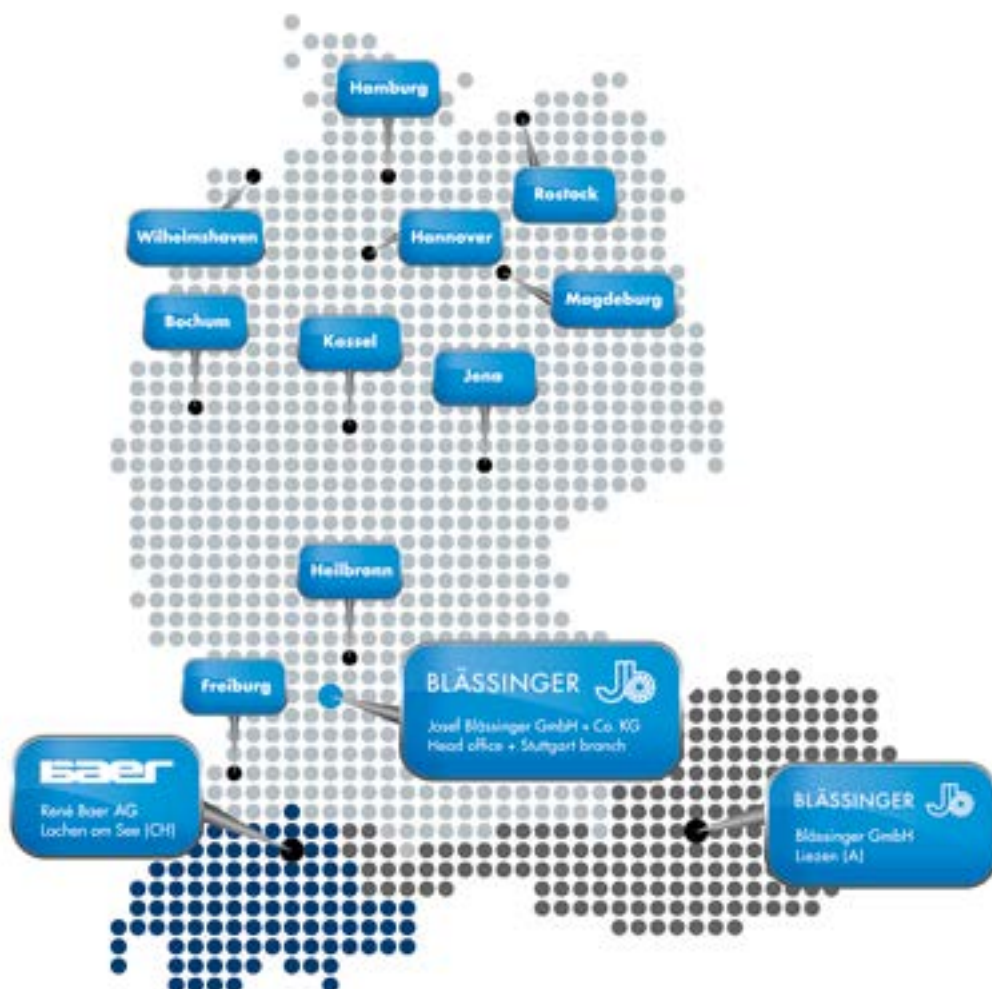 Hamburg
Rostock
Wilhelmshaven
Hannover
Magdeburg
Bochum
Kassel
Jena
Heilbronn
Freiburg
BLÄSSINGER
Josef Blässinger GmbH + Co. KG
Head office + Stuttgart branch
Baer
René Baer AG
Lachen am See (CH)
BLÄSSINGER
Blässinger GmbH
Liezen (A)